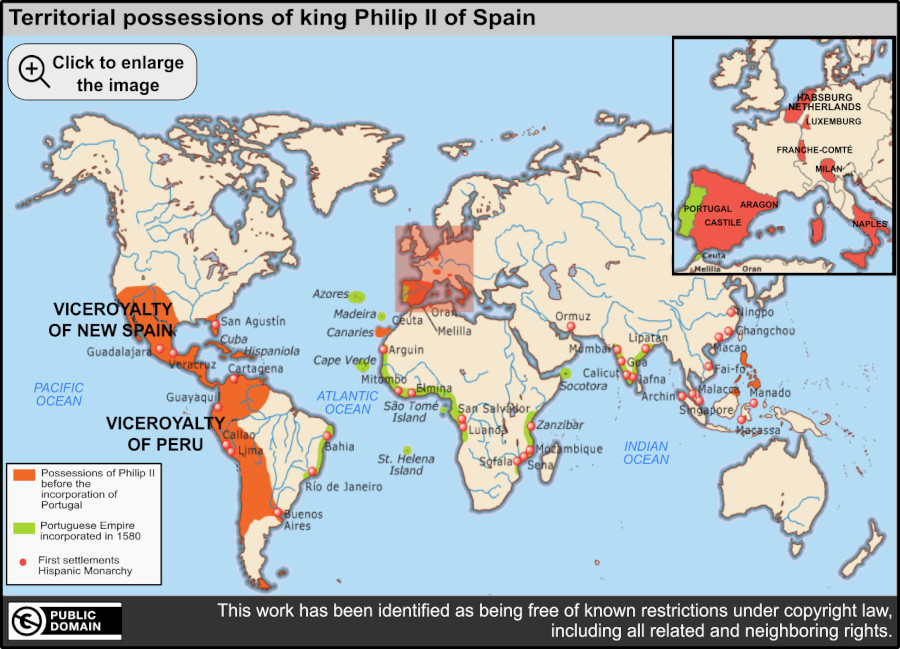 Territorial possessions of king Philip II of Spain
Click to enlarge
the image
HABSBURG
NETHERLANDS
LUXEMBURG
FRANCHE-COMTÉ
MILAN
PORTUGAL
ARAGON
CASTILE
NAPLES
Ceuta
Melilla
Oran
Azores
Madeira
Canaries
Ceuta
Oran
Melilla
Cape Verde
Arguin
Mitombo
Elmina
São Tomé
Island
San Salvador
Luanda
St. Helena
Island
Zanzibar
Mozambique
Sofala
Sena
Socotora
Ormuz
Mumbai
Lipatan
Goa
Calicut
Jafna
Ningpo
Changchou
Macao
Fai-fo
Archin
Malacca
Singapore
Manado
Macassa
VICEROYALTY
OF NEW SPAIN
San Agustín
Cuba
Hispaniola
Guadalajara
Veracruz
Cartagena
Guayaquil
VICEROYALTY
OF PERU
Callao
Lima
Bahia
Río de Janeiro
Buenos
Aires
PACIFIC
OCEAN
ATLANTIC
OCEAN
INDIAN
OCEAN
Possessions of Philip II
before the
incorporation of
Portugal
Portuguese Empire
incorporated in 1580
First settlements
Hispanic Monarchy
PUBLIC
DOMAIN
This work has been identified as being free of known restrictions under copyright law,
including all related and neighboring rights.